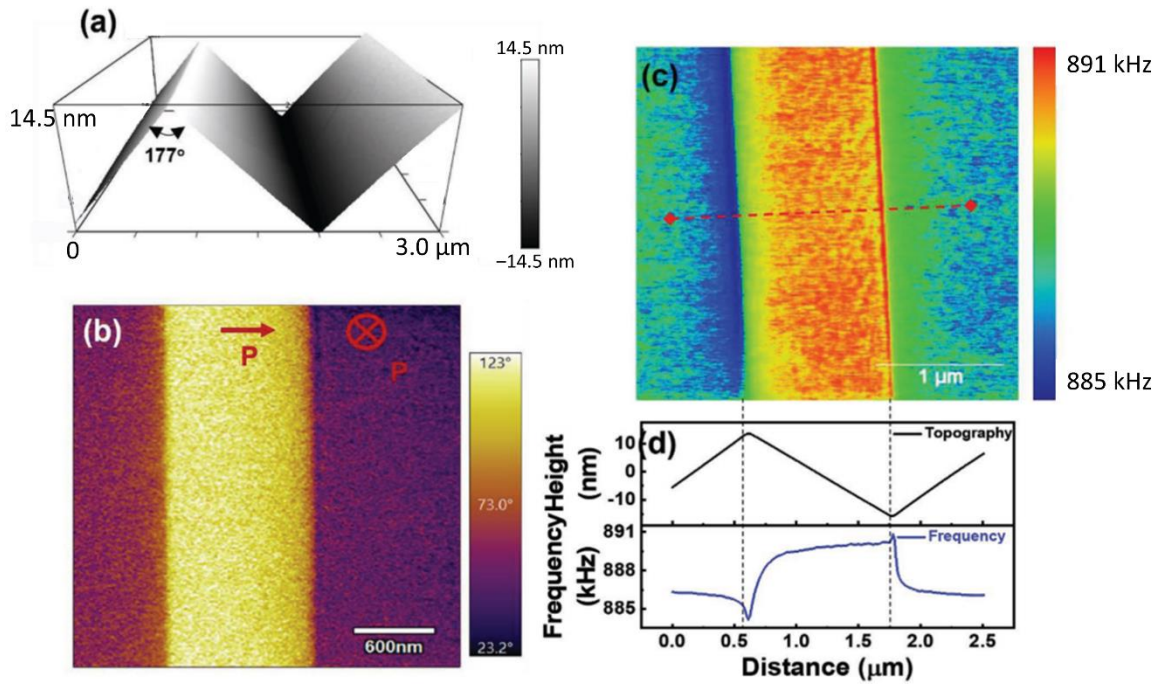 (a)
14.5 nm
177°
0
3.0 μm
14.5 nm
−14.5 nm
(b)
P
P
600nm
123°
73.0°
23.2°
(c)
1 μm
891 kHz
885 kHz
(d)
Topography
Height
(nm)
10
0
-10
Frequency
Frequency
(kHz)
891
888
885
0.0 0.5 1.0 1.5 2.0 2.5
Distance (μm)